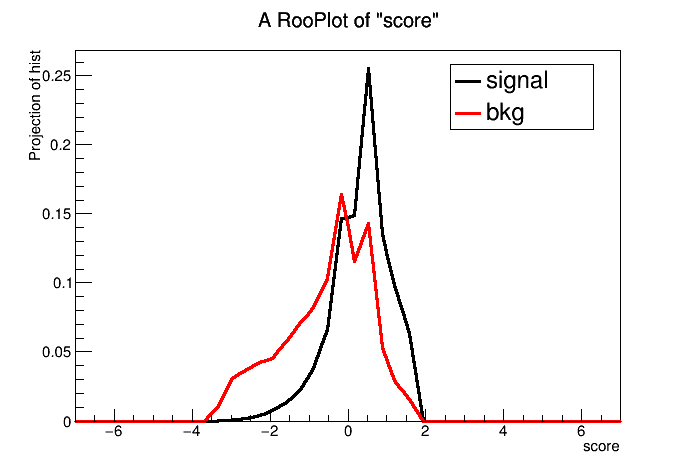 A RooPlot of "score"
Projection of hist
0.25
0.2
0.15
0.1
0.05
0
signal
bkg
−6 −4 −2 0 2 4 6
score